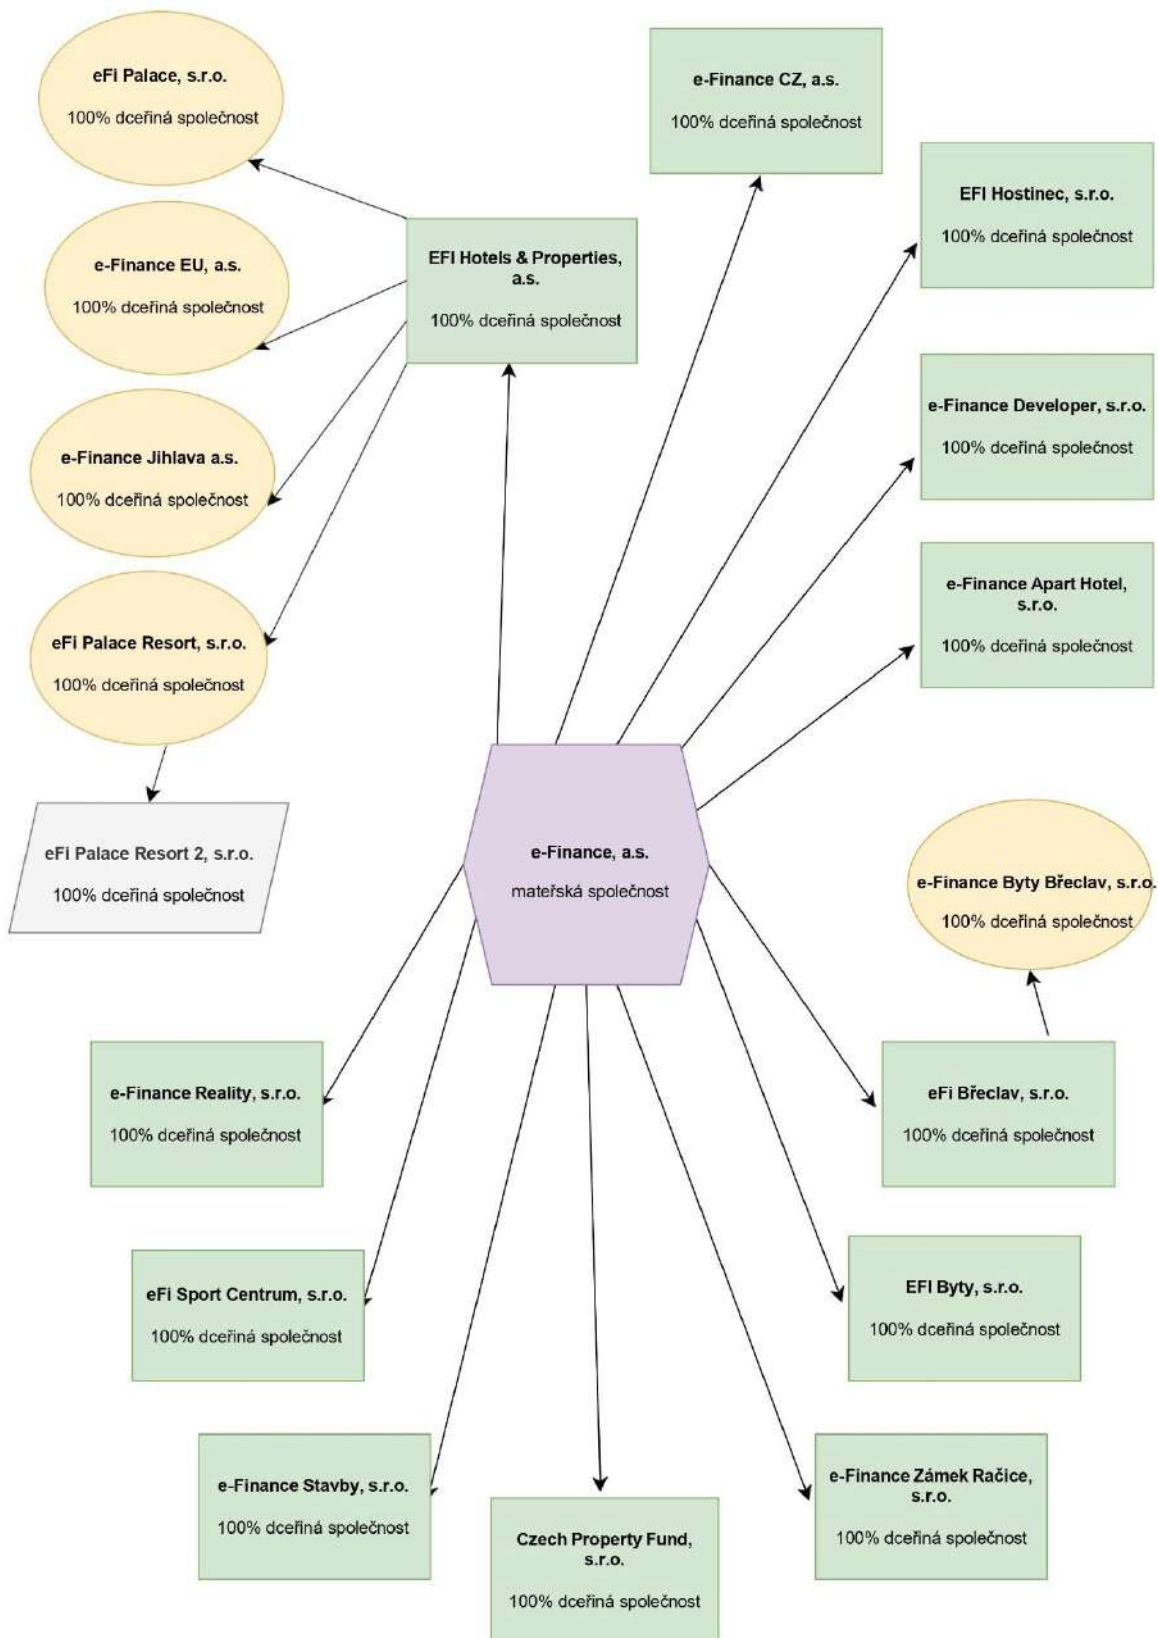 eFi Palace, s.r.o.
100% dceřiná společnost
e-Finance CZ, a.s.
100% dceřiná společnost
EFI Hostinec, s.r.o.
100% dceřiná společnost
e-Finance EU, a.s.
100% dceřiná společnost
EFI Hotels & Properties,
a.s.
100% dceřiná společnost
e-Finance Developer, s.r.o.
100% dceřiná společnost
e-Finance Jihlava a.s.
100% dceřiná společnost
e-Finance Apart Hotel,
s.r.o.
100% dceřiná společnost
eFi Palace Resort, s.r.o.
100% dceřiná společnost
eFi Palace Resort 2, s.r.o.
100% dceřiná společnost
e-Finance, a.s.
mateřská společnost
e-Finance Byty Břeclav, s.r.o.
100% dceřiná společnost
e-Finance Reality, s.r.o.
100% dceřiná společnost
eFi Břeclav, s.r.o.
100% dceřiná společnost
eFi Sport Centrum, s.r.o.
100% dceřiná společnost
EFI Byty, s.r.o.
100% dceřiná společnost
e-Finance Stavby, s.r.o.
100% dceřiná společnost
Czech Property Fund,
s.r.o.
100% dceřiná společnost
e-Finance Zámek Račice,
s.r.o.
100% dceřiná společnost